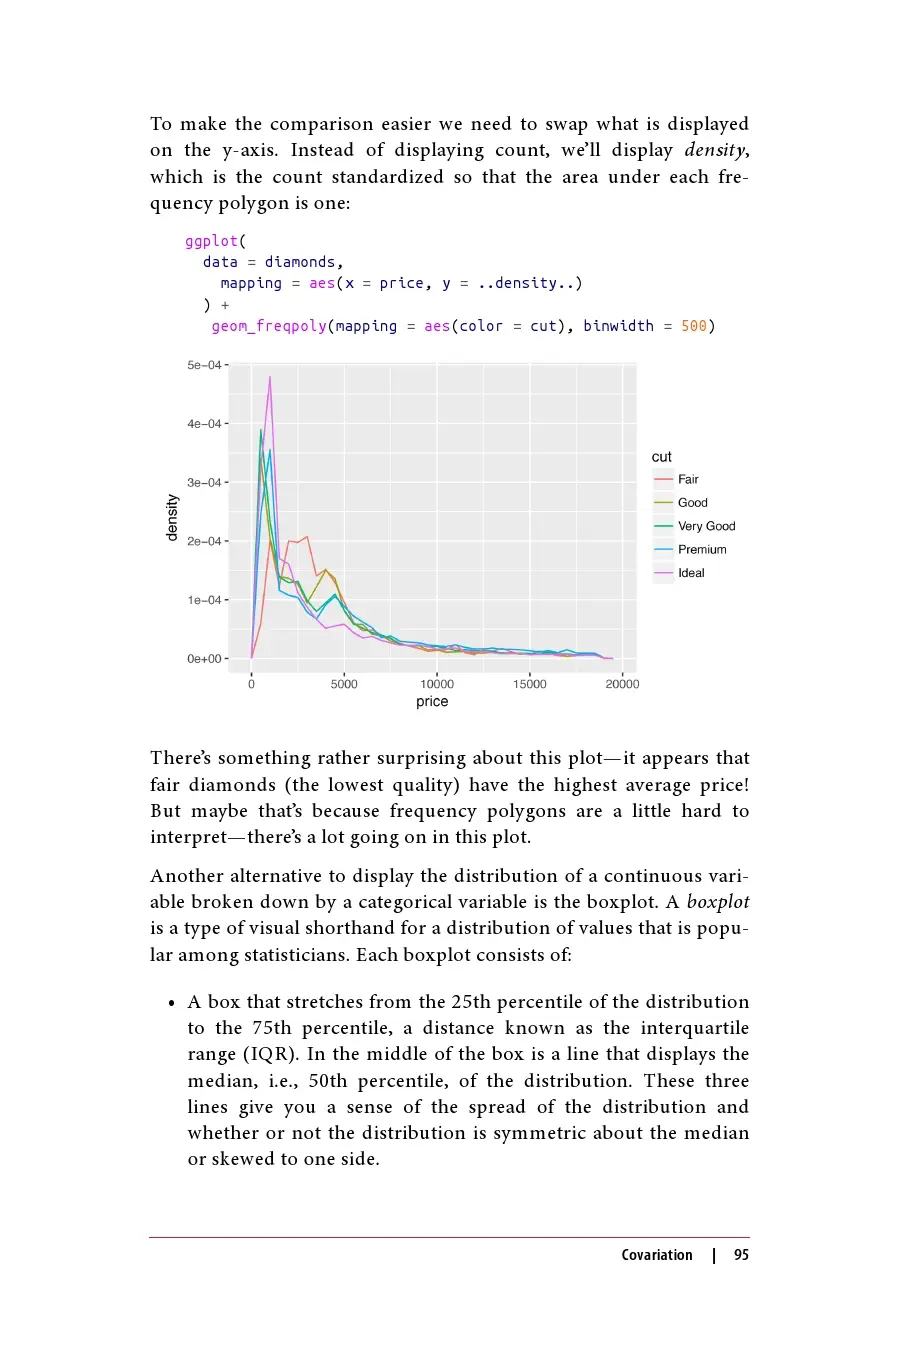 To make the comparison easier we need to swap what is displayed
on the y-axis. Instead of displaying count, we’ll display density,
which is the count standardized so that the area under each fre-
quency polygon is one:
ggplot(
data = diamonds,
mapping = aes(x = price, y = ..density..)
) +
geom_freqpoly(mapping = aes(color = cut), binwidth = 500)
5e−04
4e−04
3e−04
2e−04
1e−04
0e+00
density
0
5000
10000
15000
20000
price
cut
Fair
Good
Very Good
Premium
Ideal
There’s something rather surprising about this plot—it appears that
fair diamonds (the lowest quality) have the highest average price!
But maybe that’s because frequency polygons are a little hard to
interpret—there’s a lot going on in this plot.
Another alternative to display the distribution of a continuous vari-
able broken down by a categorical variable is the boxplot. A boxplot
is a type of visual shorthand for a distribution of values that is popu-
lar among statisticians. Each boxplot consists of:
• A box that stretches from the 25th percentile of the distribution
to the 75th percentile, a distance known as the interquartile
range (IQR). In the middle of the box is a line that displays the
median, i.e., 50th percentile, of the distribution. These three
lines give you a sense of the spread of the distribution and
whether or not the distribution is symmetric about the median
or skewed to one side.
Covariation | 95